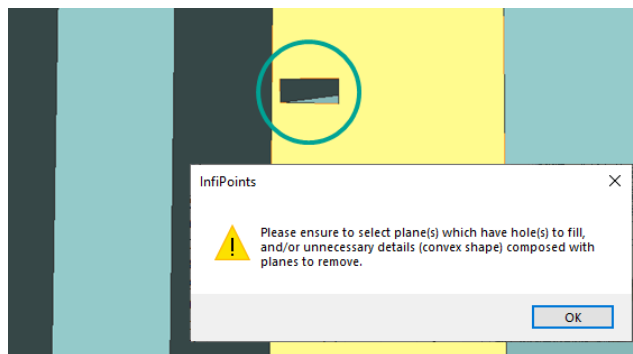 InfiPoints
Please ensure to select plane(s) which have hole(s) to fill,
and/or unnecessary details (convex shape) composed with
planes to remove.
OK